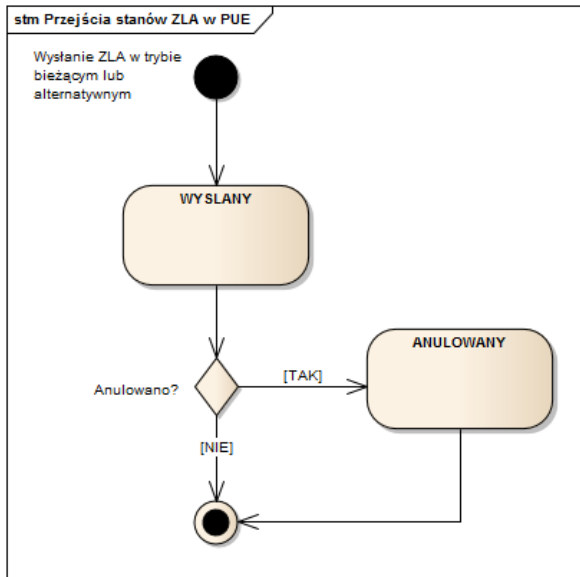 stm Przejścia stanów ZLA w PUE
Wysłanie ZLA w trybie
bieżącym lub
alternatywnym
WYSLANY
ANULOWANY
Anulowano?
[TAK]
[NIE]